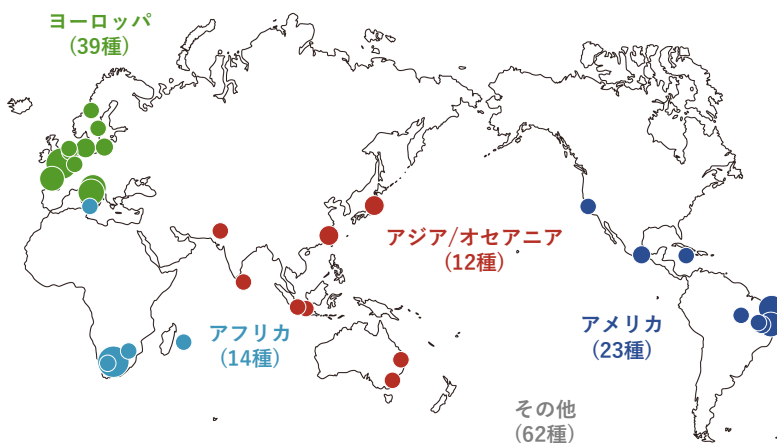 ヨーロッパ
(39種)
アジア/オセアニア
(12種)
アフリカ
(14種)
アメリカ
(23種)
その他
(62種)